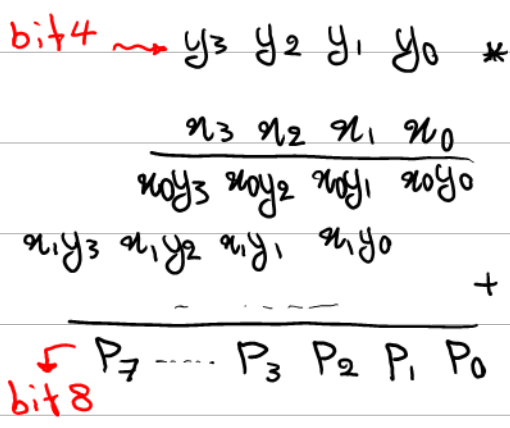 bit4 → y3 y2 y1 y0 *
x3 x2 x1 x0
x0y3 x0y2 x0y1 x0y0
x1y3 x1y2 x1y1 x1y0
- - - - - +
P7 ..... P3 P2 P1 P0
bit8